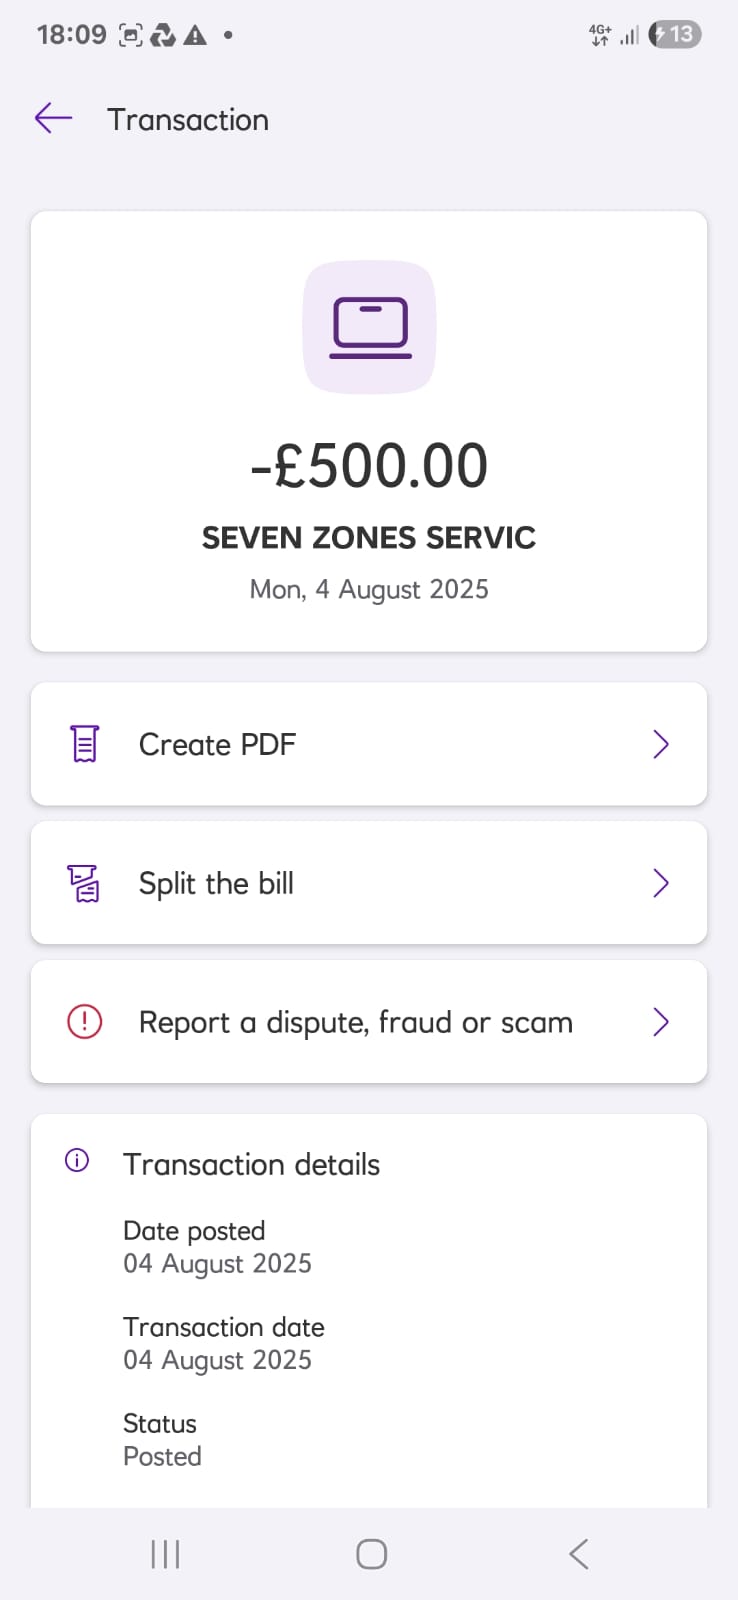 18:09
4G+
13
Transaction
-£500.00
SEVEN ZONES SERVIC
Mon, 4 August 2025
Create PDF
Split the bill
Report a dispute, fraud or scam
Transaction details
Date posted
04 August 2025
Transaction date
04 August 2025
Status
Posted